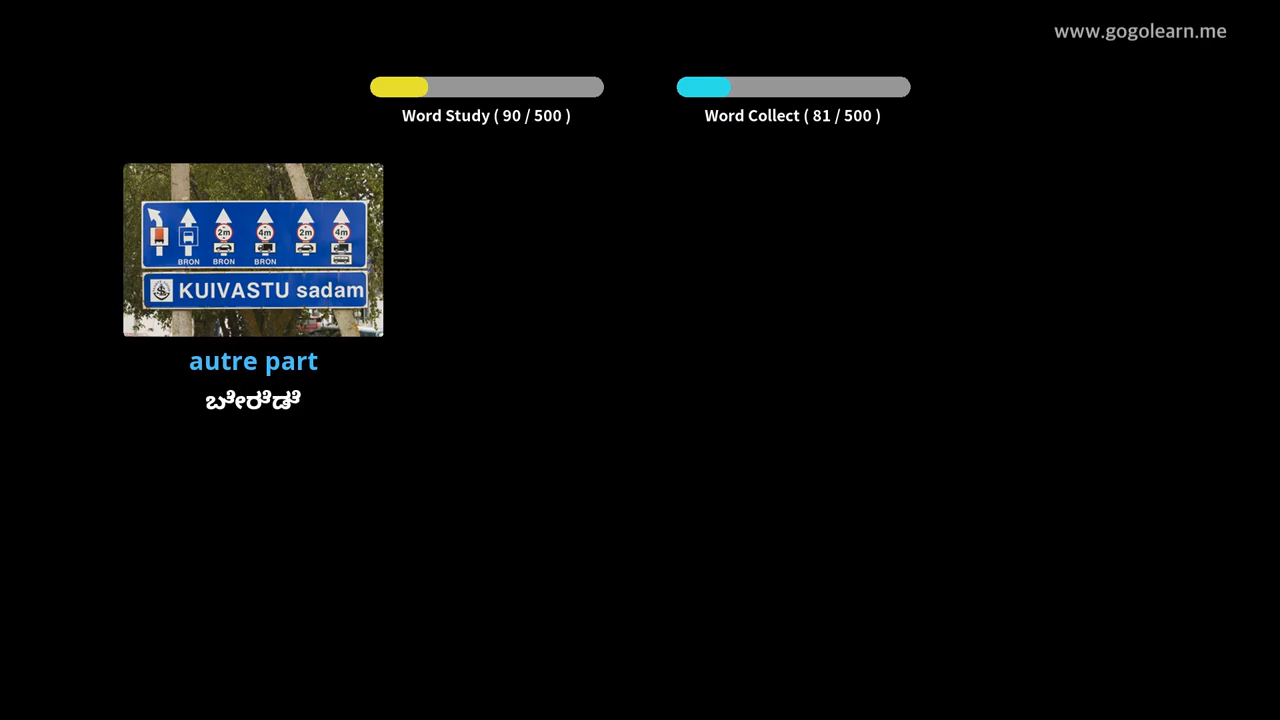 www.gogolearn.me
Word Study ( 90 / 500 )
Word Collect ( 81 / 500 )
2m 4m 2m 4m
BRON BRON BRON
KUIVASTU sadam
autre part
ಬೇರೆಡೆ